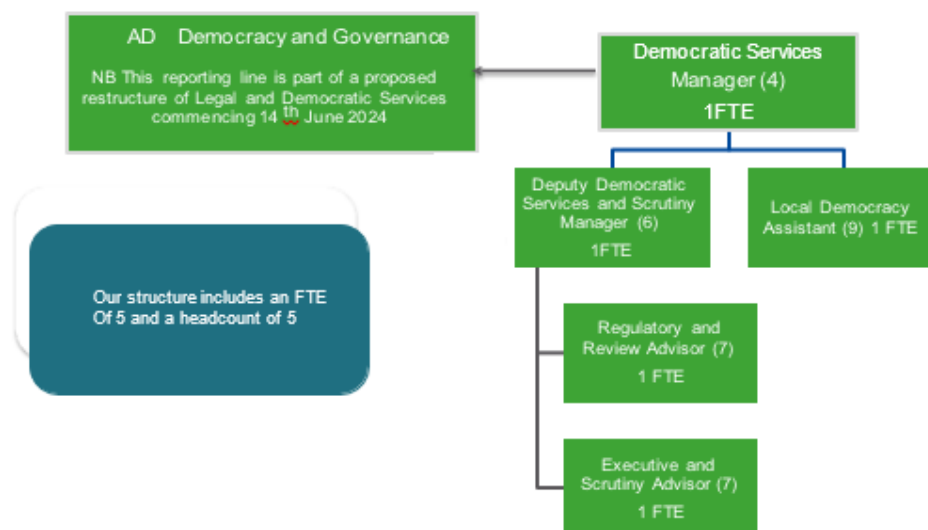 AD Democracy and Governance
NB This reporting line is part of a proposed
restructure of Legal and Democratic Services
commencing 14 th June 2024
Democratic Services
Manager (4)
1FTE
Deputy Democratic
Services and Scrutiny
Manager (6)
1FTE
Local Democracy
Assistant (9) 1 FTE
Our structure includes an FTE
Of 5 and a headcount of 5
Regulatory and
Review Advisor (7)
1 FTE
Executive and
Scrutiny Advisor (7)
1 FTE